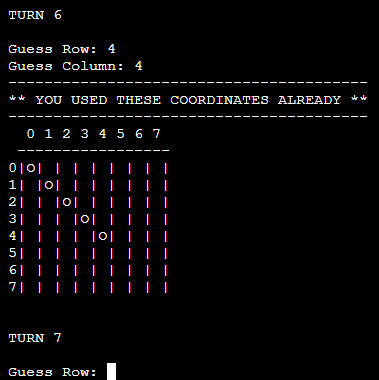 TURN 6
Guess Row: 4
Guess Column: 4
----------------------------------------
** YOU USED THESE COORDINATES ALREADY **
----------------------------------------
  0 1 2 3 4 5 6 7
 -----------------
0|O| | | | | | | |
1| |O| | | | | | |
2| | |O| | | | | |
3| | | |O| | | | |
4| | | | |O| | | |
5| | | | | | | | |
6| | | | | | | | |
7| | | | | | | | |
TURN 7
Guess Row: